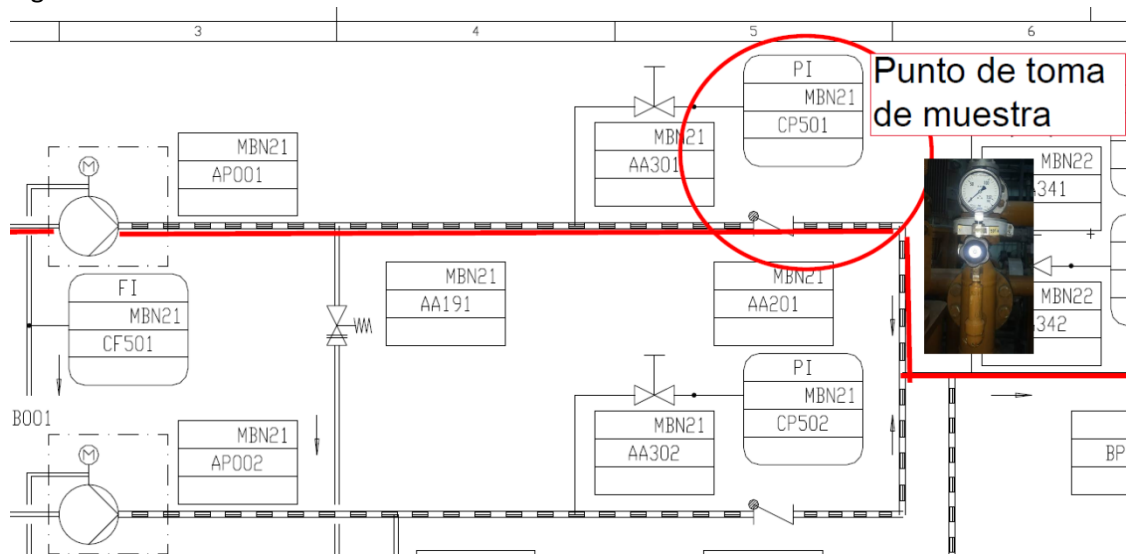 3
4
5
6
Punto de toma
de muestra
PI
MBN21
CP501
MBN21
AA301
MBN21
AP001
M
MBN22
341
MBN21
AA191
MBN21
AA201
FI
MBN21
CF501
MBN22
342
PI
MBN21
CP502
MBN21
AA302
B001
MBN21
AP002
M
BP